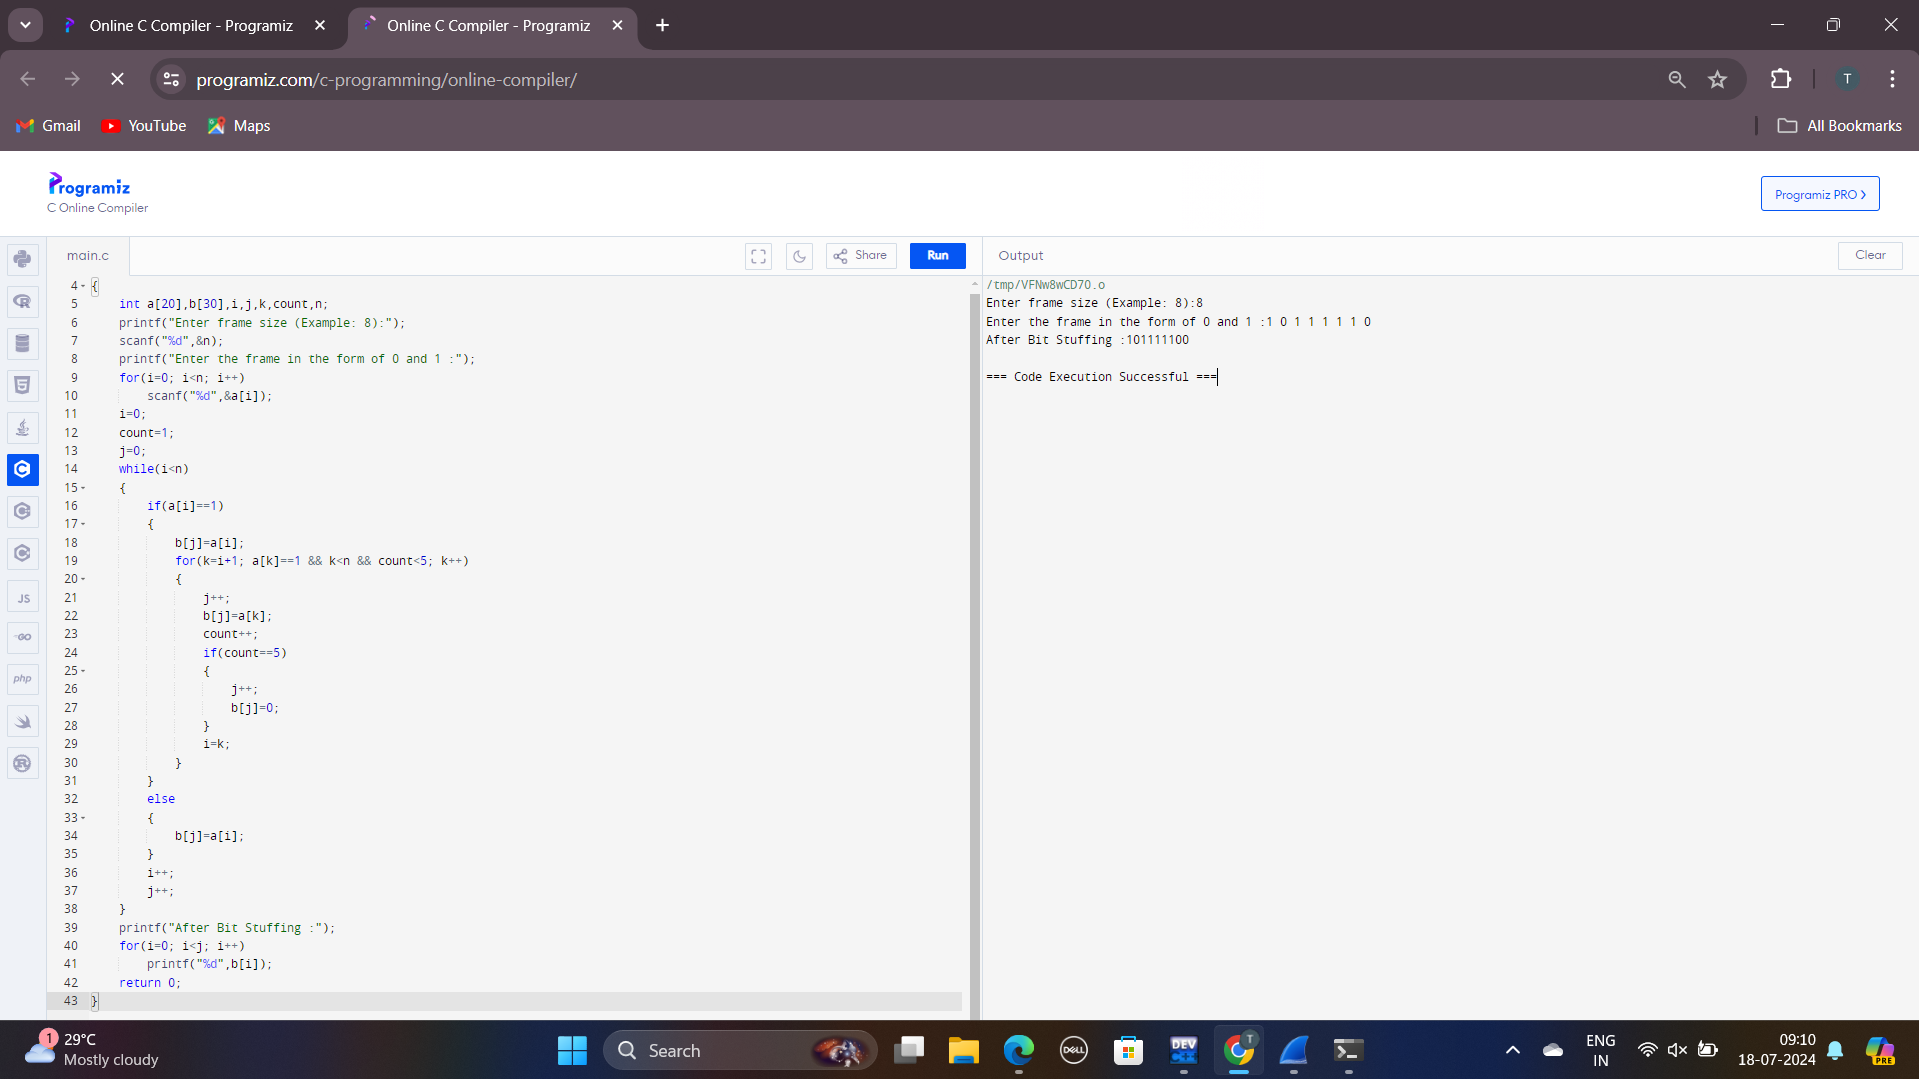 Online C Compiler - Programiz
Online C Compiler - Programiz
programiz.com/c-programming/online-compiler/
T
Gmail
YouTube
Maps
All Bookmarks
Programiz
C Online Compiler
Programiz PRO >
main.c
Share
Run
Output
Clear
4 {
5 int a[20],b[30],i,j,k,count,n;
6 printf("Enter frame size (Example: 8):");
7 scanf("%d",&n);
8 printf("Enter the frame in the form of 0 and 1 :");
9 for(i=0; i<n; i++)
10 scanf("%d",&a[i]);
11 i=0;
12 count=1;
13 j=0;
14 while(i<n)
15 {
16 if(a[i]==1)
17 {
18 b[j]=a[i];
19 for(k=i+1; a[k]==1 && k<n && count<5; k++)
20 {
21 j++;
22 b[j]=a[k];
23 count++;
24 if(count==5)
25 {
26 j++;
27 b[j]=0;
28 }
29 i=k;
30 }
31 }
32 else
33 {
34 b[j]=a[i];
35 }
36 i++;
37 j++;
38 }
39 printf("After Bit Stuffing :");
40 for(i=0; i<j; i++)
41 printf("%d",b[i]);
42 return 0;
43 }
/tmp/VFNw8wCD7O.o
Enter frame size (Example: 8):8
Enter the frame in the form of 0 and 1 :1 0 1 1 1 1 1 0
After Bit Stuffing :101111100
=== Code Execution Successful ===
JS
GO
php
1
29°C
Mostly cloudy
Search
DELL
DEV
C++
T
ENG
IN
09:10
18-07-2024
PRE